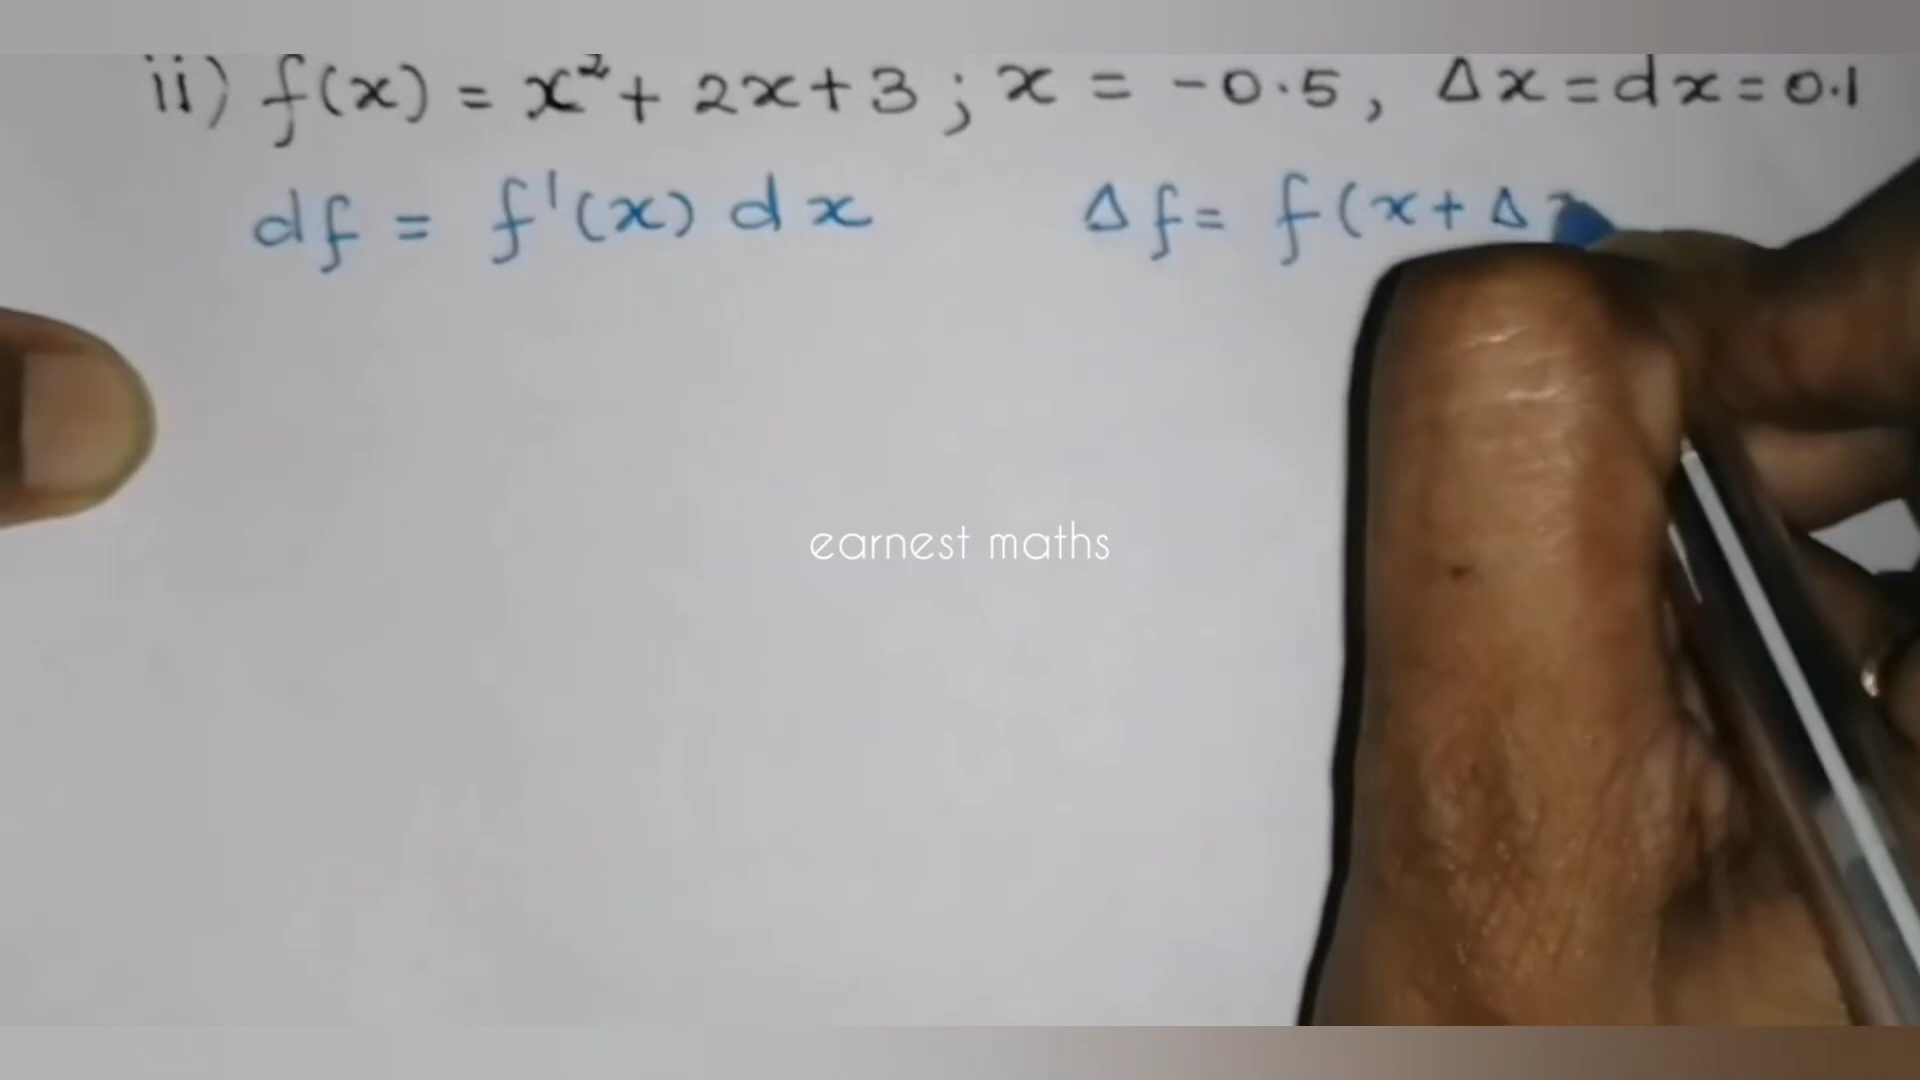 ii) f(x) = x² + 2x + 3 ; x = -0.5, Δx = dx = 0.1
df = f'(x) dx Δf = f(x + Δ
earnest maths